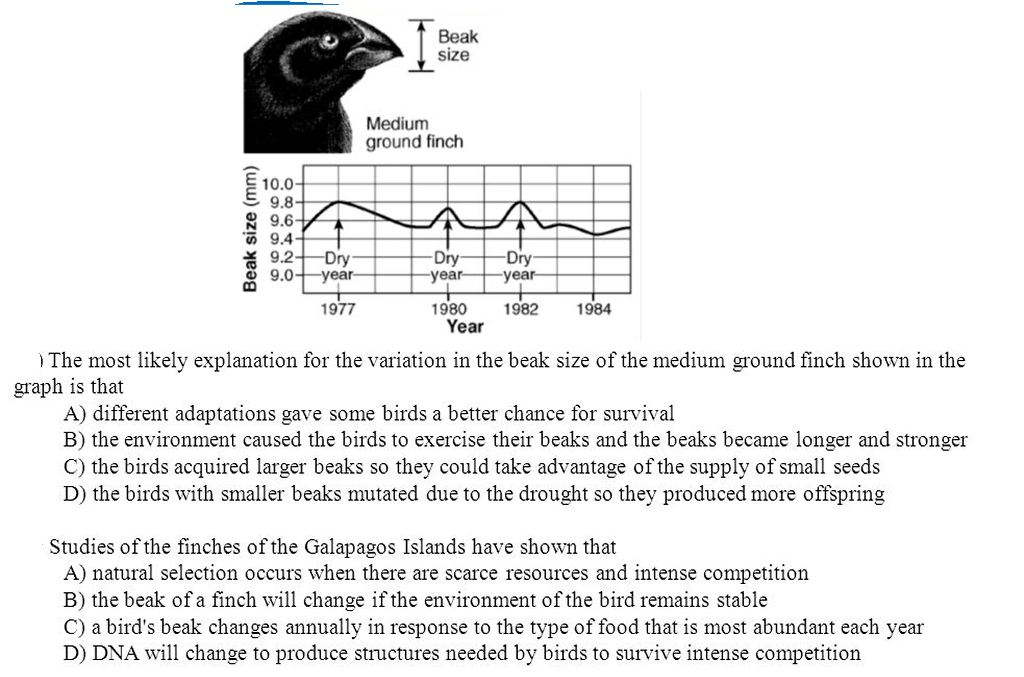 Beak
size
Medium
ground finch
Beak size (mm)
10.0
9.8
9.6
9.4
9.2
9.0
Dry
year
Dry
year
Dry
year
1977
1980
1982
1984
Year
) The most likely explanation for the variation in the beak size of the medium ground finch shown in the
graph is that
A) different adaptations gave some birds a better chance for survival
B) the environment caused the birds to exercise their beaks and the beaks became longer and stronger
C) the birds acquired larger beaks so they could take advantage of the supply of small seeds
D) the birds with smaller beaks mutated due to the drought so they produced more offspring
Studies of the finches of the Galapagos Islands have shown that
A) natural selection occurs when there are scarce resources and intense competition
B) the beak of a finch will change if the environment of the bird remains stable
C) a bird's beak changes annually in response to the type of food that is most abundant each year
D) DNA will change to produce structures needed by birds to survive intense competition